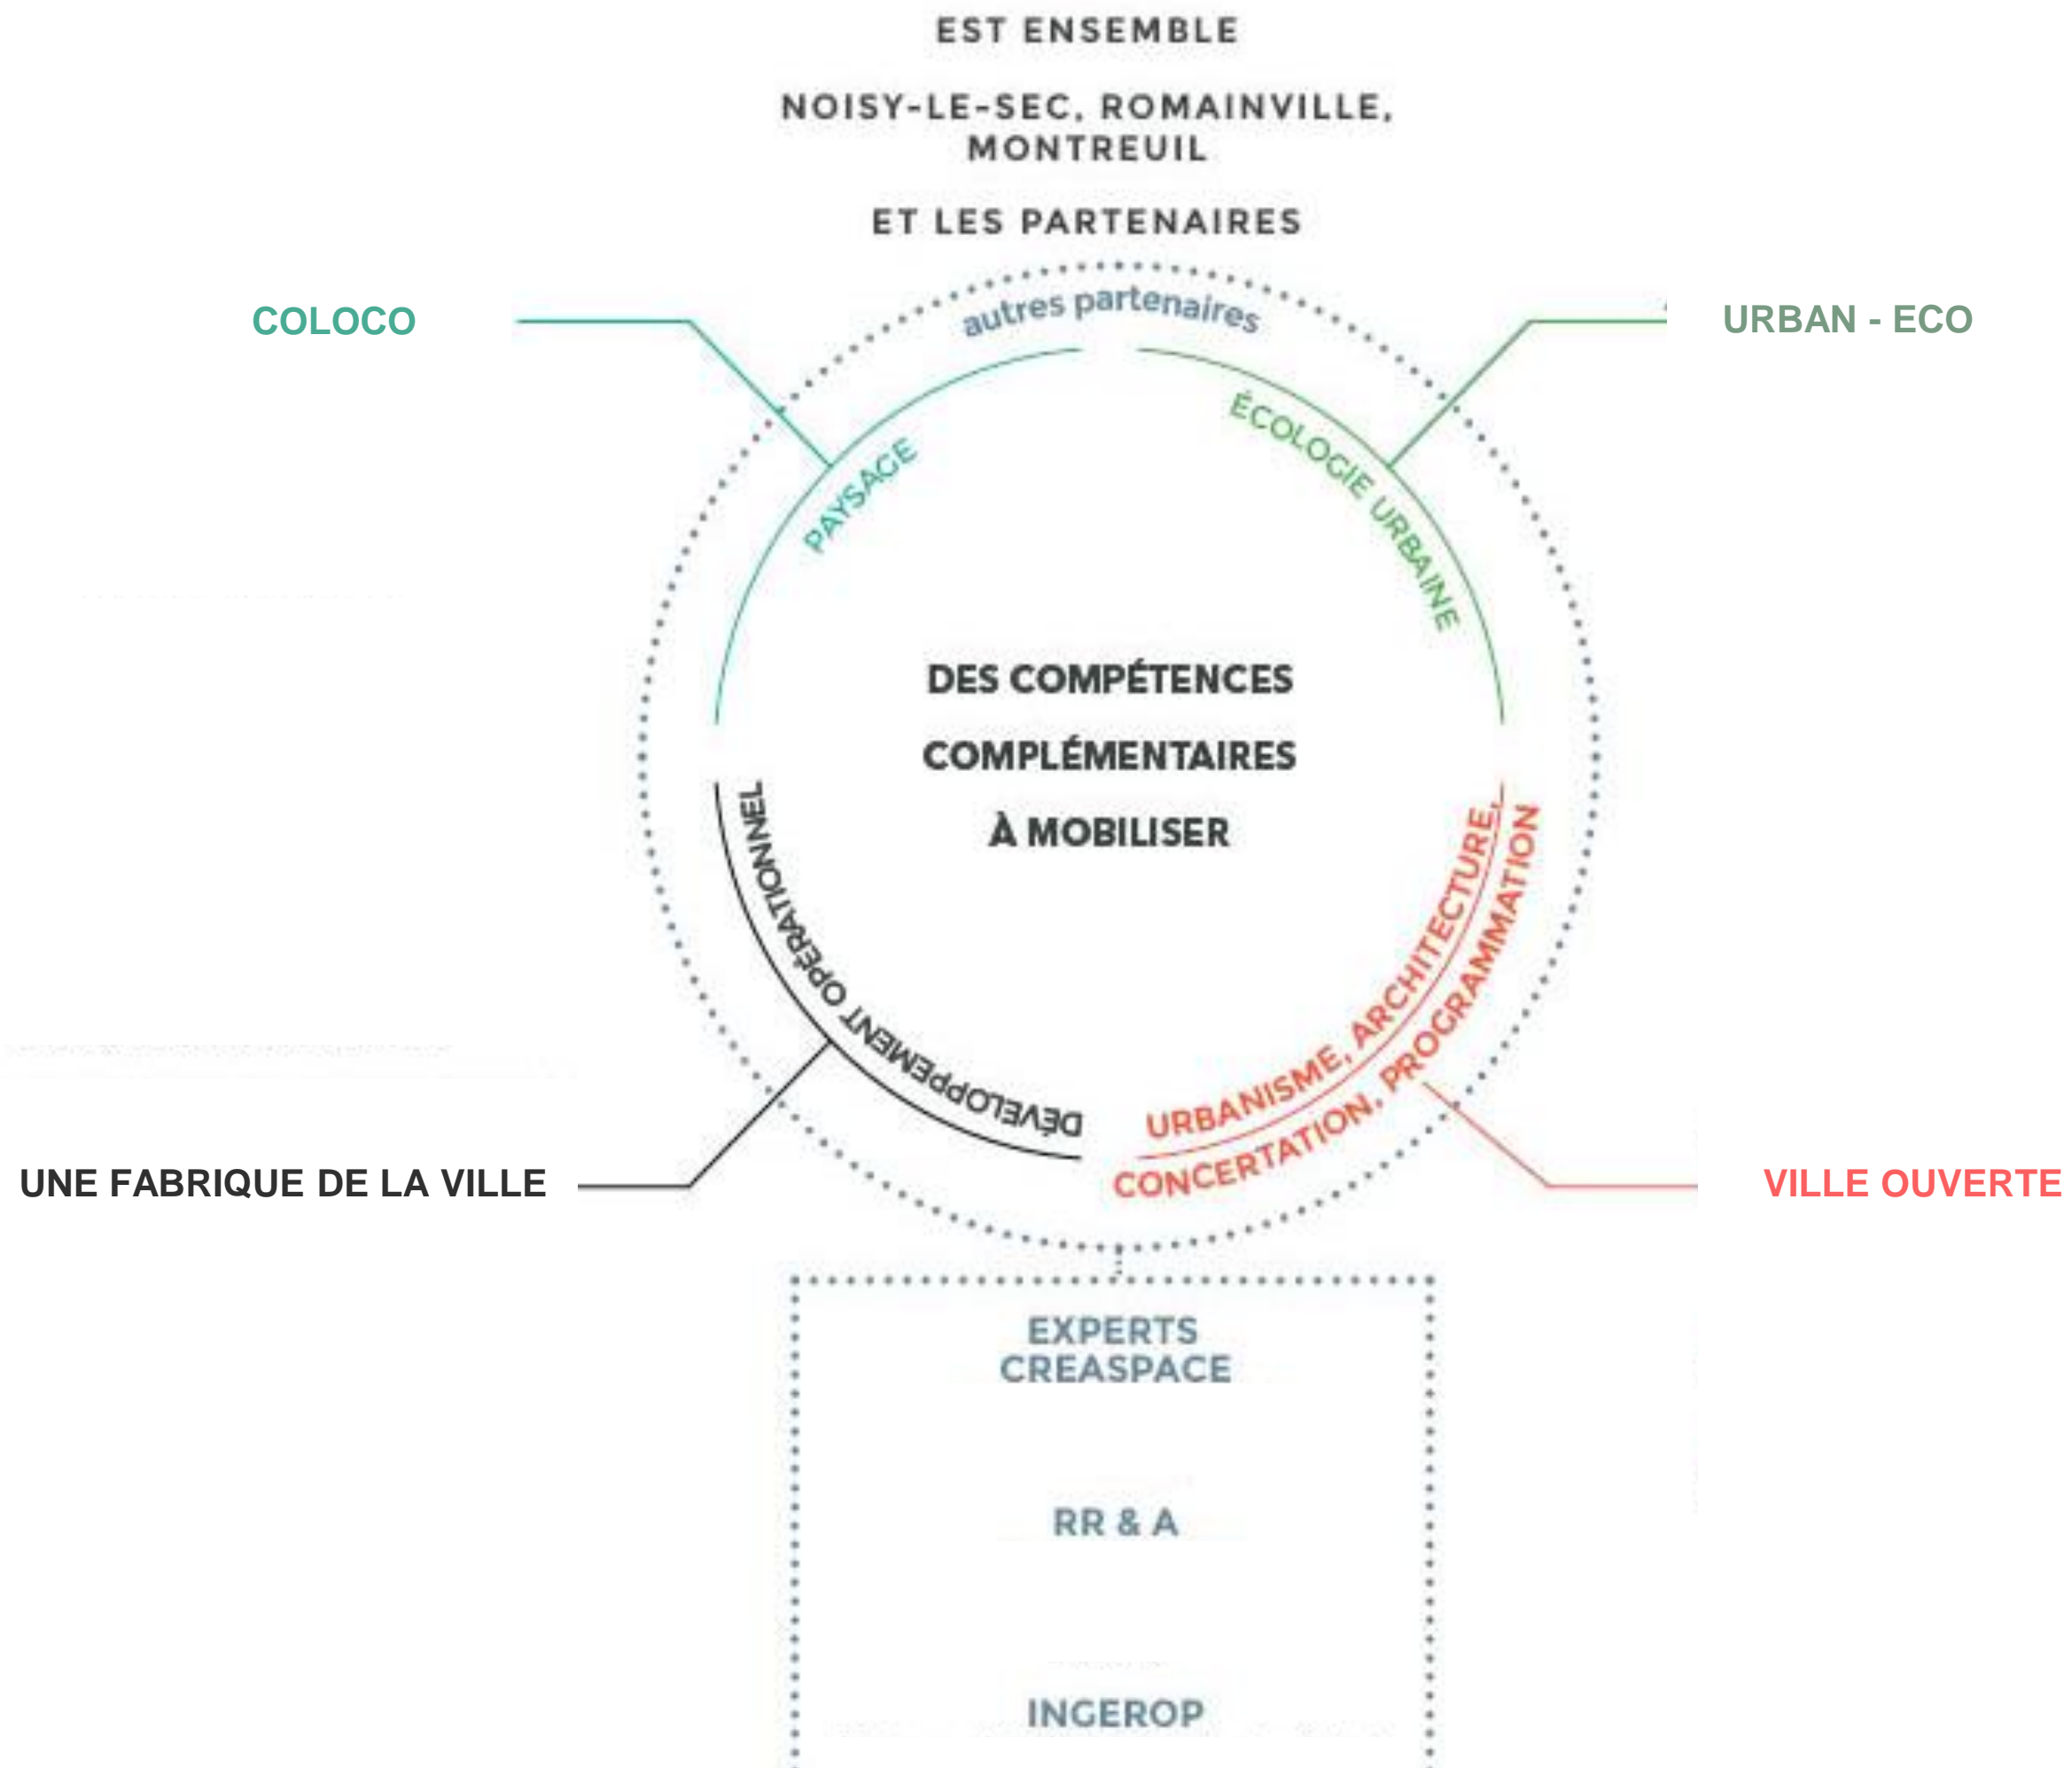 EST ENSEMBLE
NOISY-LE-SEC, ROMAINVILLE,
MONTREUIL
ET LES PARTENAIRES
autres partenaires
COLOCO
URBAN - ECO
PAYSAGE
ÉCOLOGIE URBAINE
DES COMPÉTENCES
COMPLÉMENTAIRES
À MOBILISER
DÉVELOPPEMENT OPÉRATIONNEL
URBANISME, ARCHITECTURE,
CONCERTATION, PROGRAMMATION
UNE FABRIQUE DE LA VILLE
VILLE OUVERTE
EXPERTS
CREASPACE
RR & A
INGEROP